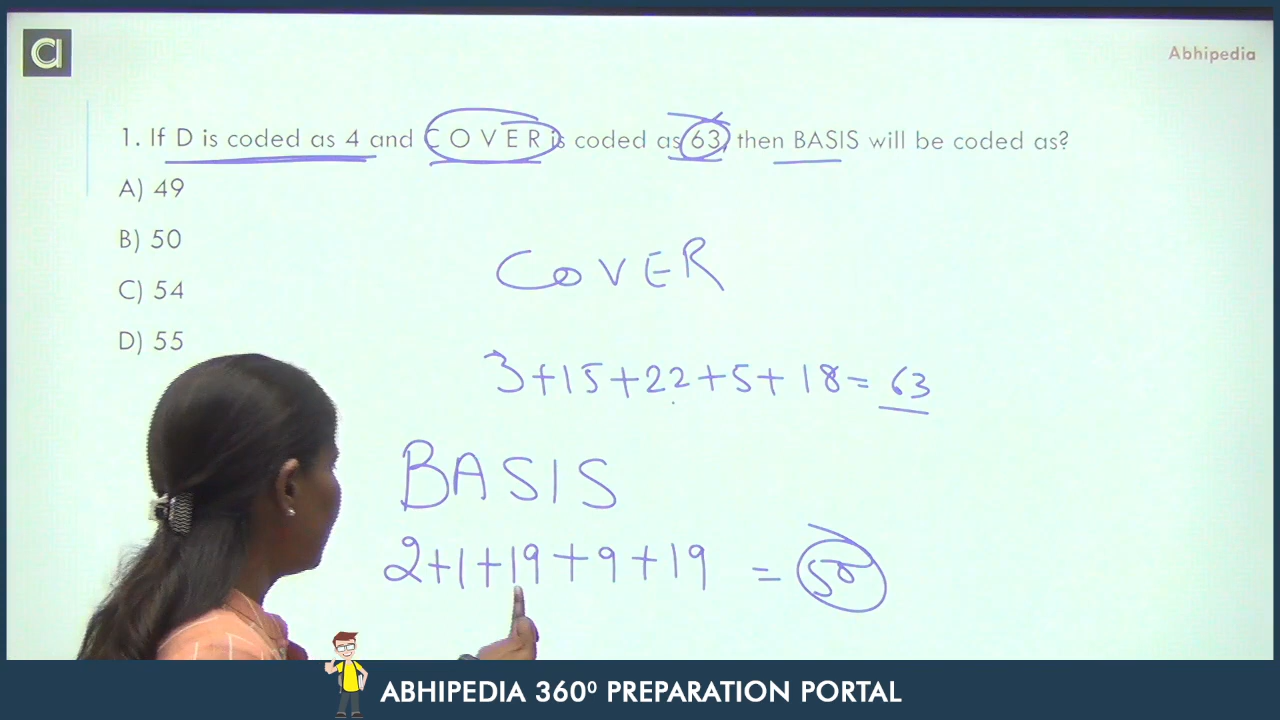 Abhipedia
1. If D is coded as 4 and C O V E R is coded as 63, then BASIS will be coded as?
A) 49
B) 50
C) 54
D) 55
COVER
3+15+22+5+18= 63
BASIS
2+1+19+9+19 = 50
ABHIPEDIA 360⁰ PREPARATION PORTAL